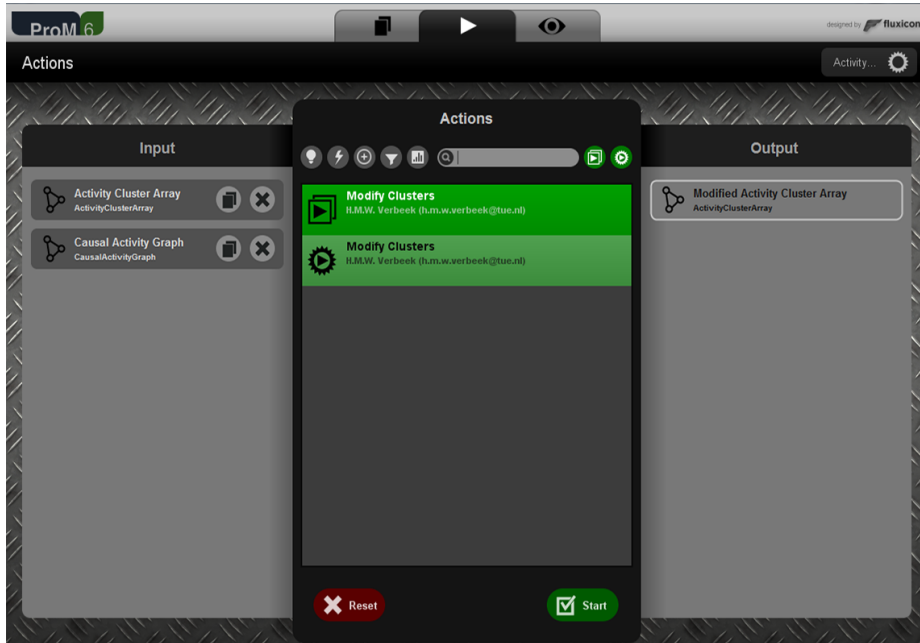 ProM 6
designed by fluxicon
Actions
Activity...
Actions
Input
Output
Activity Cluster Array
ActivityClusterArray
Causal Activity Graph
CausalActivityGraph
Modify Clusters
H.M.W. Verbeek (h.m.w.verbeek@tue.nl)
Modify Clusters
H.M.W. Verbeek (h.m.w.verbeek@tue.nl)
Modified Activity Cluster Array
ActivityClusterArray
Reset
Start